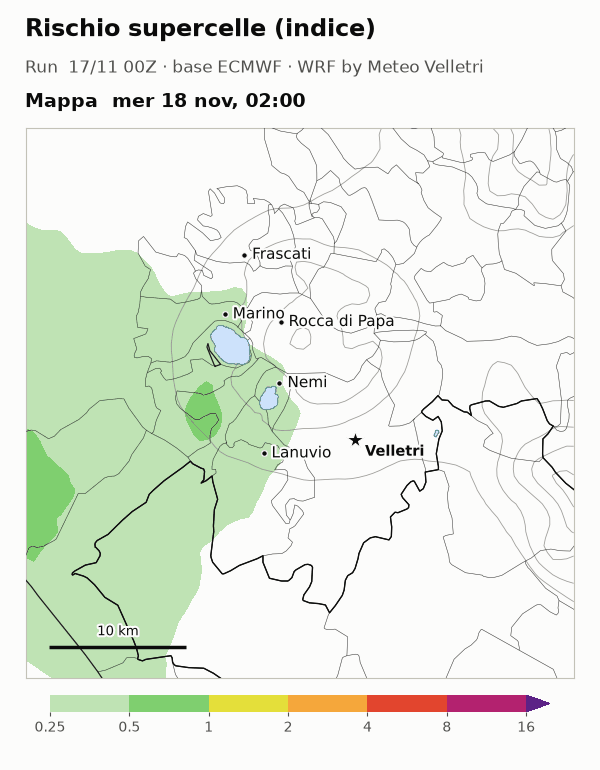 Rischio supercelle (indice)
Run  17/11 00Z · base ECMWF · WRF by Meteo Velletri
Mappa  mer 18 nov, 02:00
Frascati
Marino
Rocca di Papa
Nemi
Velletri
Lanuvio
10 km
0.25 0.5 1 2 4 8 16